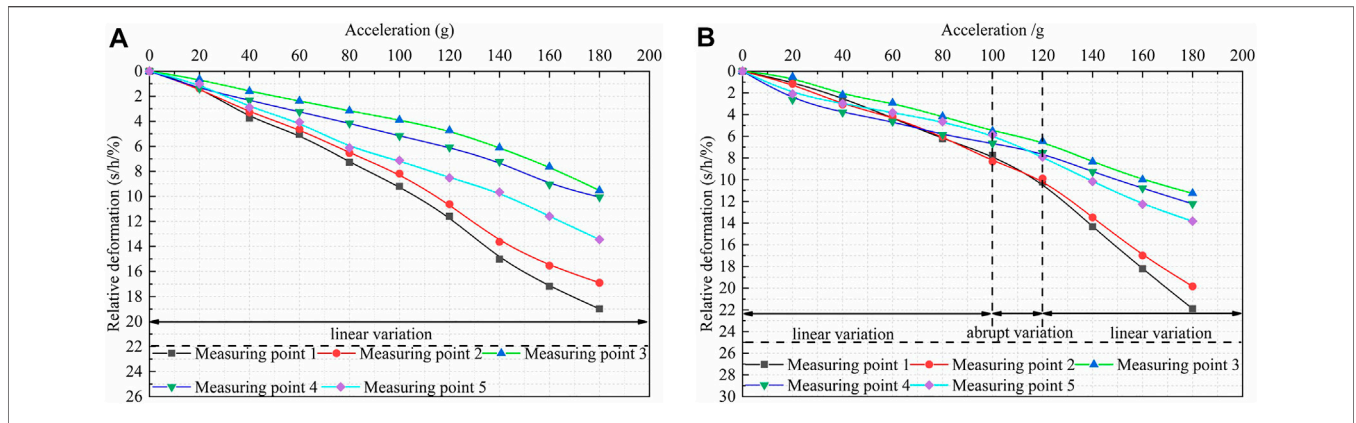 A
Acceleration (g)
0 20 40 60 80 100 120 140 160 180 200
Relative deformation (s/h/%)
0
2
4
6
8
10
12
14
16
18
20
22
24
26
linear variation
Measuring point 1 Measuring point 2 Measuring point 3
Measuring point 4 Measuring point 5
B
Acceleration /g
0 20 40 60 80 100 120 140 160 180 200
Relative deformation (s/h/%)
0
2
4
6
8
10
12
14
16
18
20
22
24
26
28
30
linear variation abrupt variation linear variation
Measuring point 1 Measuring point 2 Measuring point 3
Measuring point 4 Measuring point 5